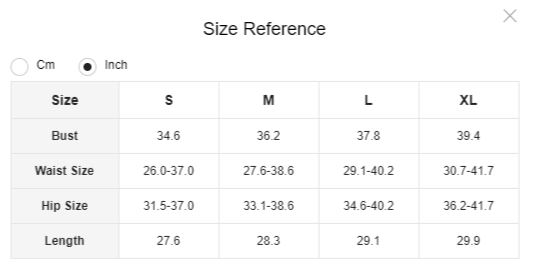 Size Reference
Cm Inch
Size S M L XL
Bust 34.6 36.2 37.8 39.4
Waist Size 26.0-37.0 27.6-38.6 29.1-40.2 30.7-41.7
Hip Size 31.5-37.0 33.1-38.6 34.6-40.2 36.2-41.7
Length 27.6 28.3 29.1 29.9